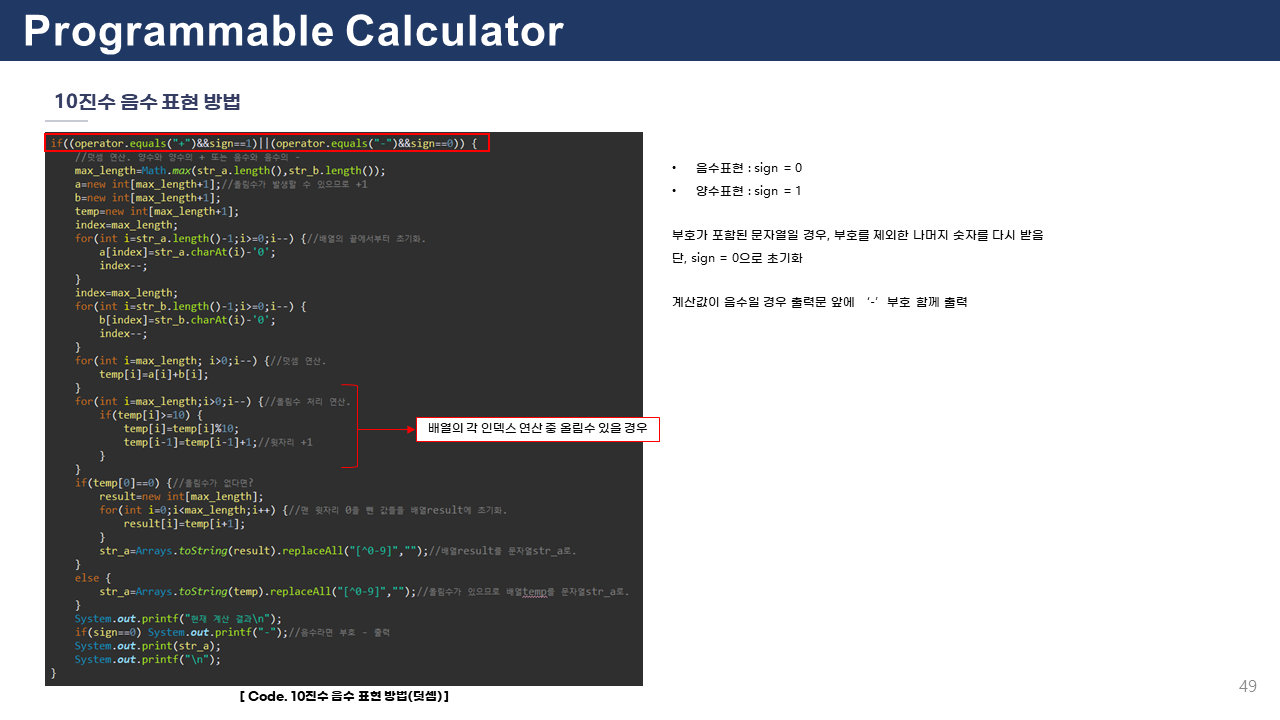 Programmable Calculator
10진수 음수 표현 방법
if((operator.equals("+")&&sign==1)||(operator.equals("-")&&sign==0)) {
//덧셈 연산. 양수와 양수의 + 또는 음수와 음수의 -
max_length=Math.max(str_a.length(),str_b.length());
a=new int[max_length+1];//올림수가 발생할 수 있으므로 +1
b=new int[max_length+1];
temp=new int[max_length+1];
index=max_length;
for(int i=str_a.length()-1;i>=0;i--) {//배열의 끝에서부터 초기화.
a[index]=str_a.charAt(i)-'0';
index--;
}
index=max_length;
for(int i=str_b.length()-1;i>=0;i--) {
b[index]=str_b.charAt(i)-'0';
index--;
}
for(int i=max_length; i>0;i--) {//덧셈 연산.
temp[i]=a[i]+b[i];
}
for(int i=max_length;i>0;i--) {//올림수 처리 연산.
if(temp[i]>=10) {
temp[i]=temp[i]%10;
temp[i-1]=temp[i-1]+1;//윗자리 +1
}
}
if(temp[0]==0) {//올림수가 없다면?
result=new int[max_length];
for(int i=0;i<max_length;i++) {//맨 윗자리 0을 뺀 값들을 배열result에 초기화.
result[i]=temp[i+1];
}
str_a=Arrays.toString(result).replaceAll("[^0-9]","");//배열result를 문자열str_a로.
}
else {
str_a=Arrays.toString(temp).replaceAll("[^0-9]","");//올림수가 있으므로 배열temp를 문자열str_a로.
}
System.out.printf("현재 계산 결과\n");
if(sign==0) System.out.printf("-");//음수라면 부호 - 출력
System.out.print(str_a);
System.out.printf("\n");
}
배열의 각 인덱스 연산 중 올림수 있을 경우
[ Code. 10진수 음수 표현 방법(덧셈) ]
• 음수표현 : sign = 0
• 양수표현 : sign = 1
부호가 포함된 문자열일 경우, 부호를 제외한 나머지 숫자를 다시 받음
단, sign = 0으로 초기화
계산값이 음수일 경우 출력문 앞에 ‘-’ 부호 함께 출력
49